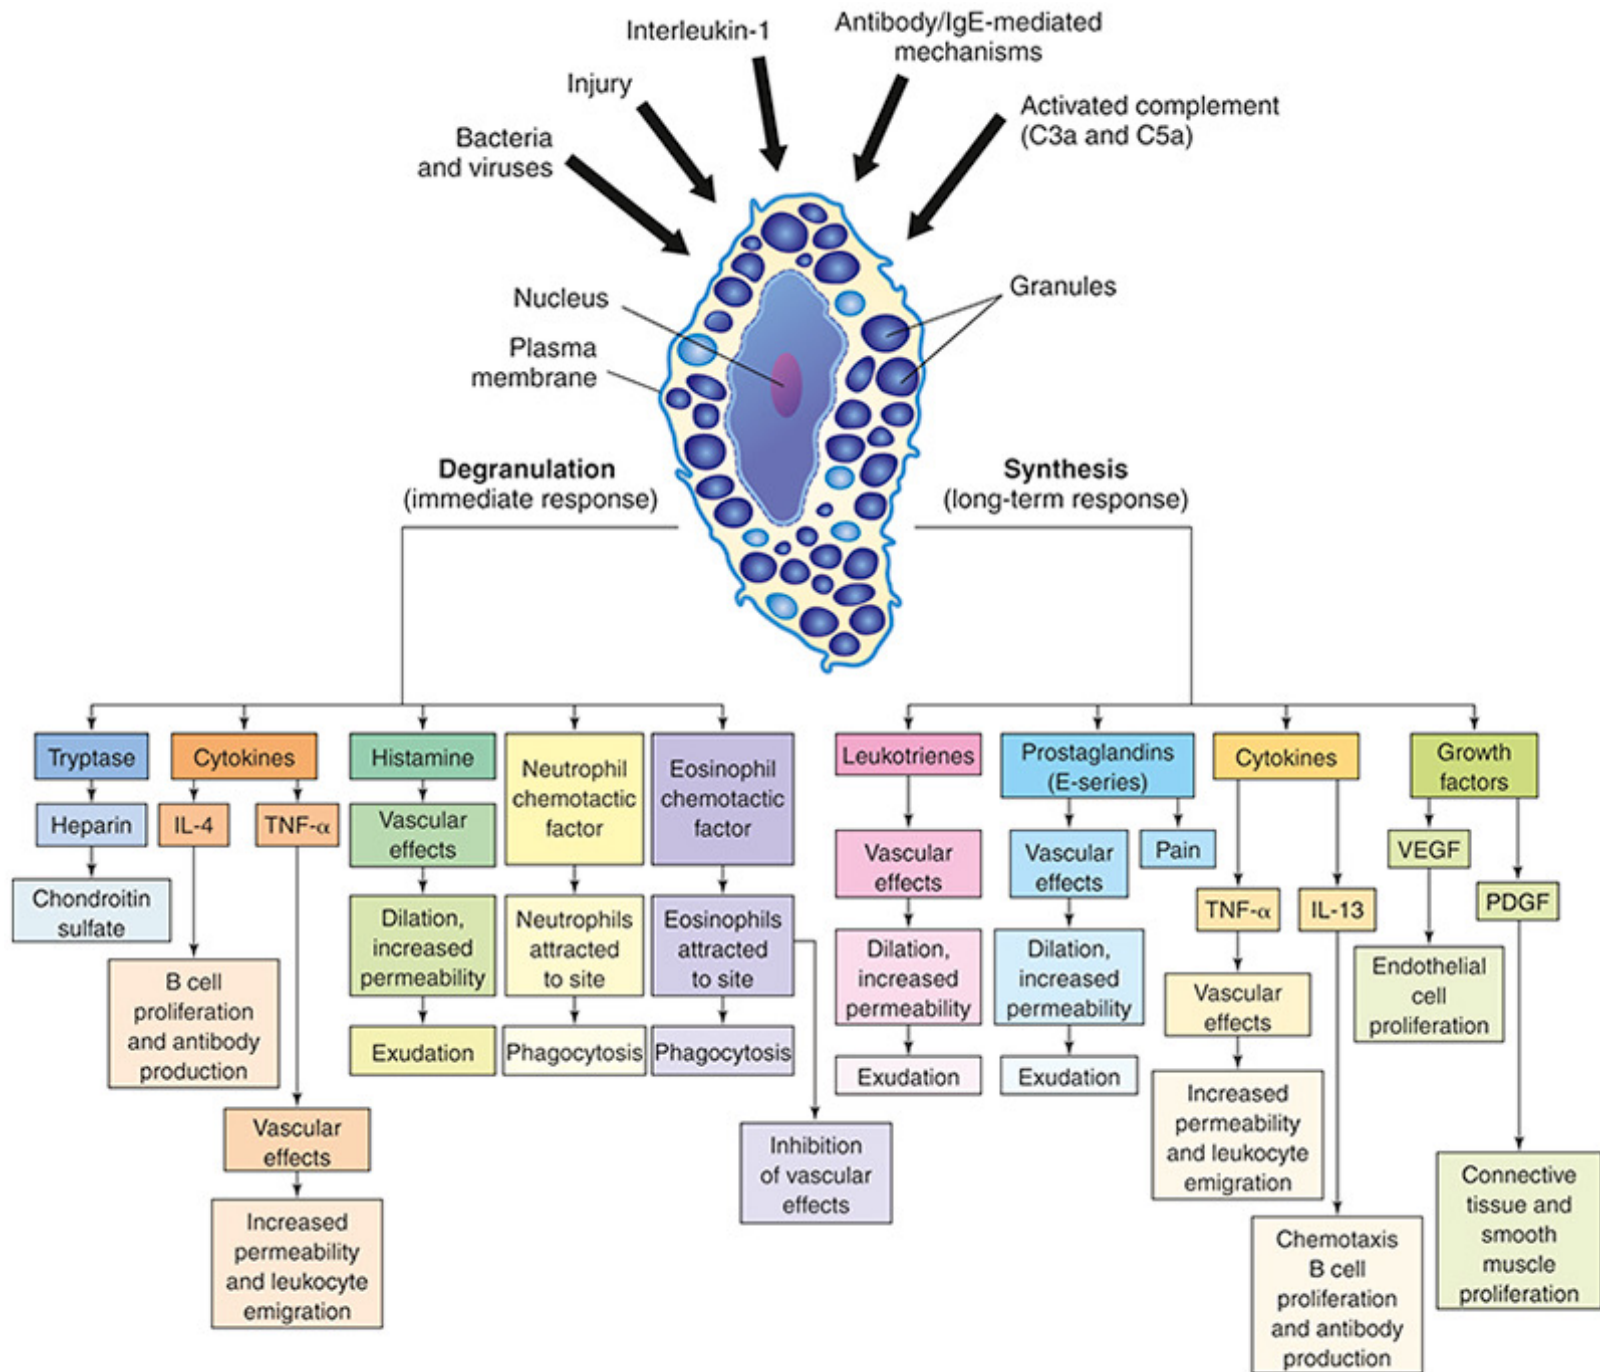 Interleukin-1
Antibody/IgE-mediated
mechanisms
Injury
Activated complement
(C3a and C5a)
Bacteria
and viruses
Nucleus
Granules
Plasma
membrane
Degranulation
(immediate response)
Synthesis
(long-term response)
Tryptase
Heparin
Chondroitin
sulfate
Cytokines
IL-4
B cell
proliferation
and antibody
production
TNF-α
Vascular
effects
Increased
permeability
and leukocyte
emigration
Histamine
Vascular
effects
Dilation,
increased
permeability
Exudation
Neutrophil
chemotactic
factor
Neutrophils
attracted
to site
Phagocytosis
Eosinophil
chemotactic
factor
Eosinophils
attracted
to site
Phagocytosis
Inhibition
of vascular
effects
Leukotrienes
Vascular
effects
Dilation,
increased
permeability
Exudation
Prostaglandins
(E-series)
Vascular
effects
Dilation,
increased
permeability
Exudation
Pain
Cytokines
TNF-α
Vascular
effects
Increased
permeability
and leukocyte
emigration
IL-13
Chemotaxis
B cell
proliferation
and antibody
production
Growth
factors
VEGF
Endothelial
cell
proliferation
PDGF
Connective
tissue and
smooth
muscle
proliferation